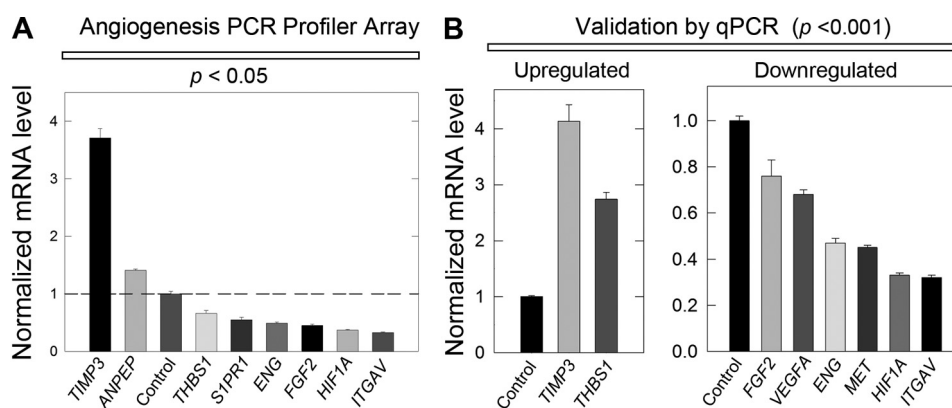 A Angiogenesis PCR Profiler Array
p < 0.05
Normalized mRNA level
4
3
2
1
0
TIMP3
ANPEP
Control
THBS1
S1PR1
ENG
FGF2
HIF1A
ITGAV
B Validation by qPCR (p <0.001)
Upregulated
Normalized mRNA level
4
3
2
1
0
Control
TIMP3
THBS1
Downregulated
1.0
0.8
0.6
0.4
0.2
0.0
Control
FGF2
VEGFA
ENG
MET
HIF1A
ITGAV